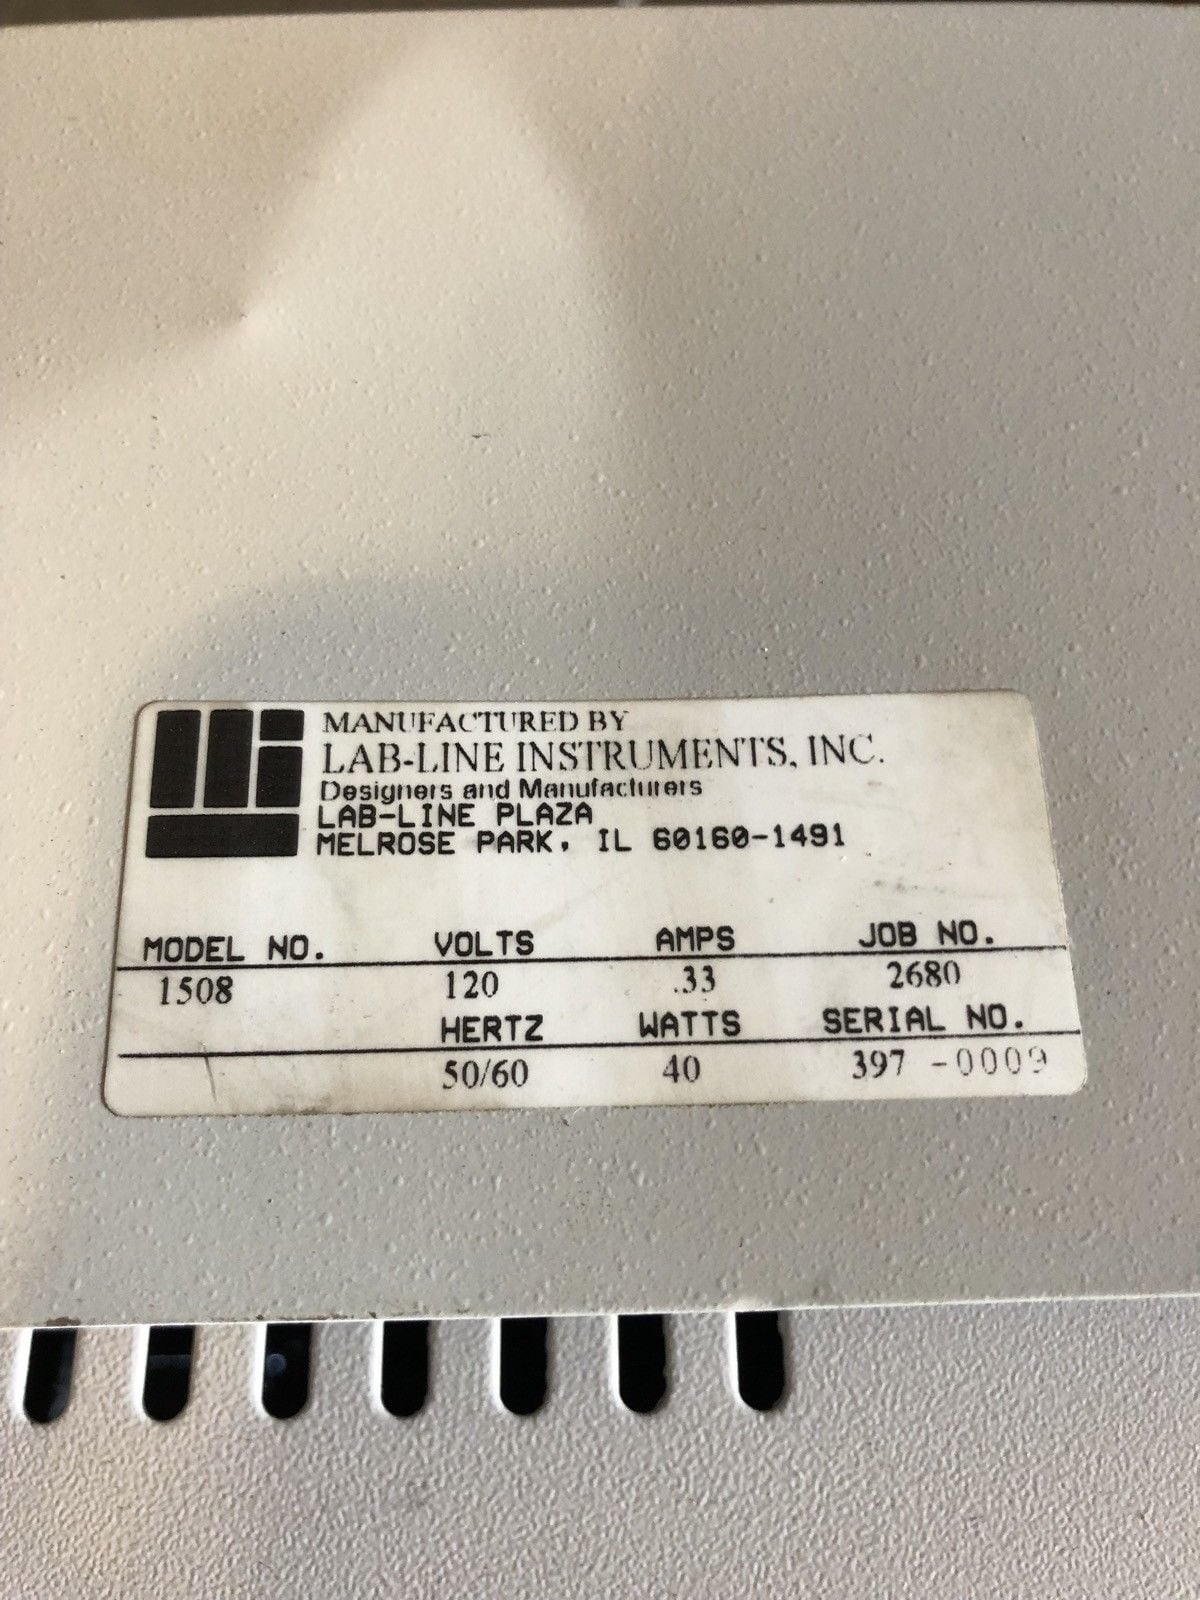 MANUFACTURED BY
LAB-LINE INSTRUMENTS, INC.
Designers and Manufacturers
LAB-LINE PLAZA
MELROSE PARK, IL 60160-1491
MODEL NO. VOLTS AMPS JOB NO.
1508 120 .33 2680
HERTZ WATTS SERIAL NO.
50/60 40 397 -0009